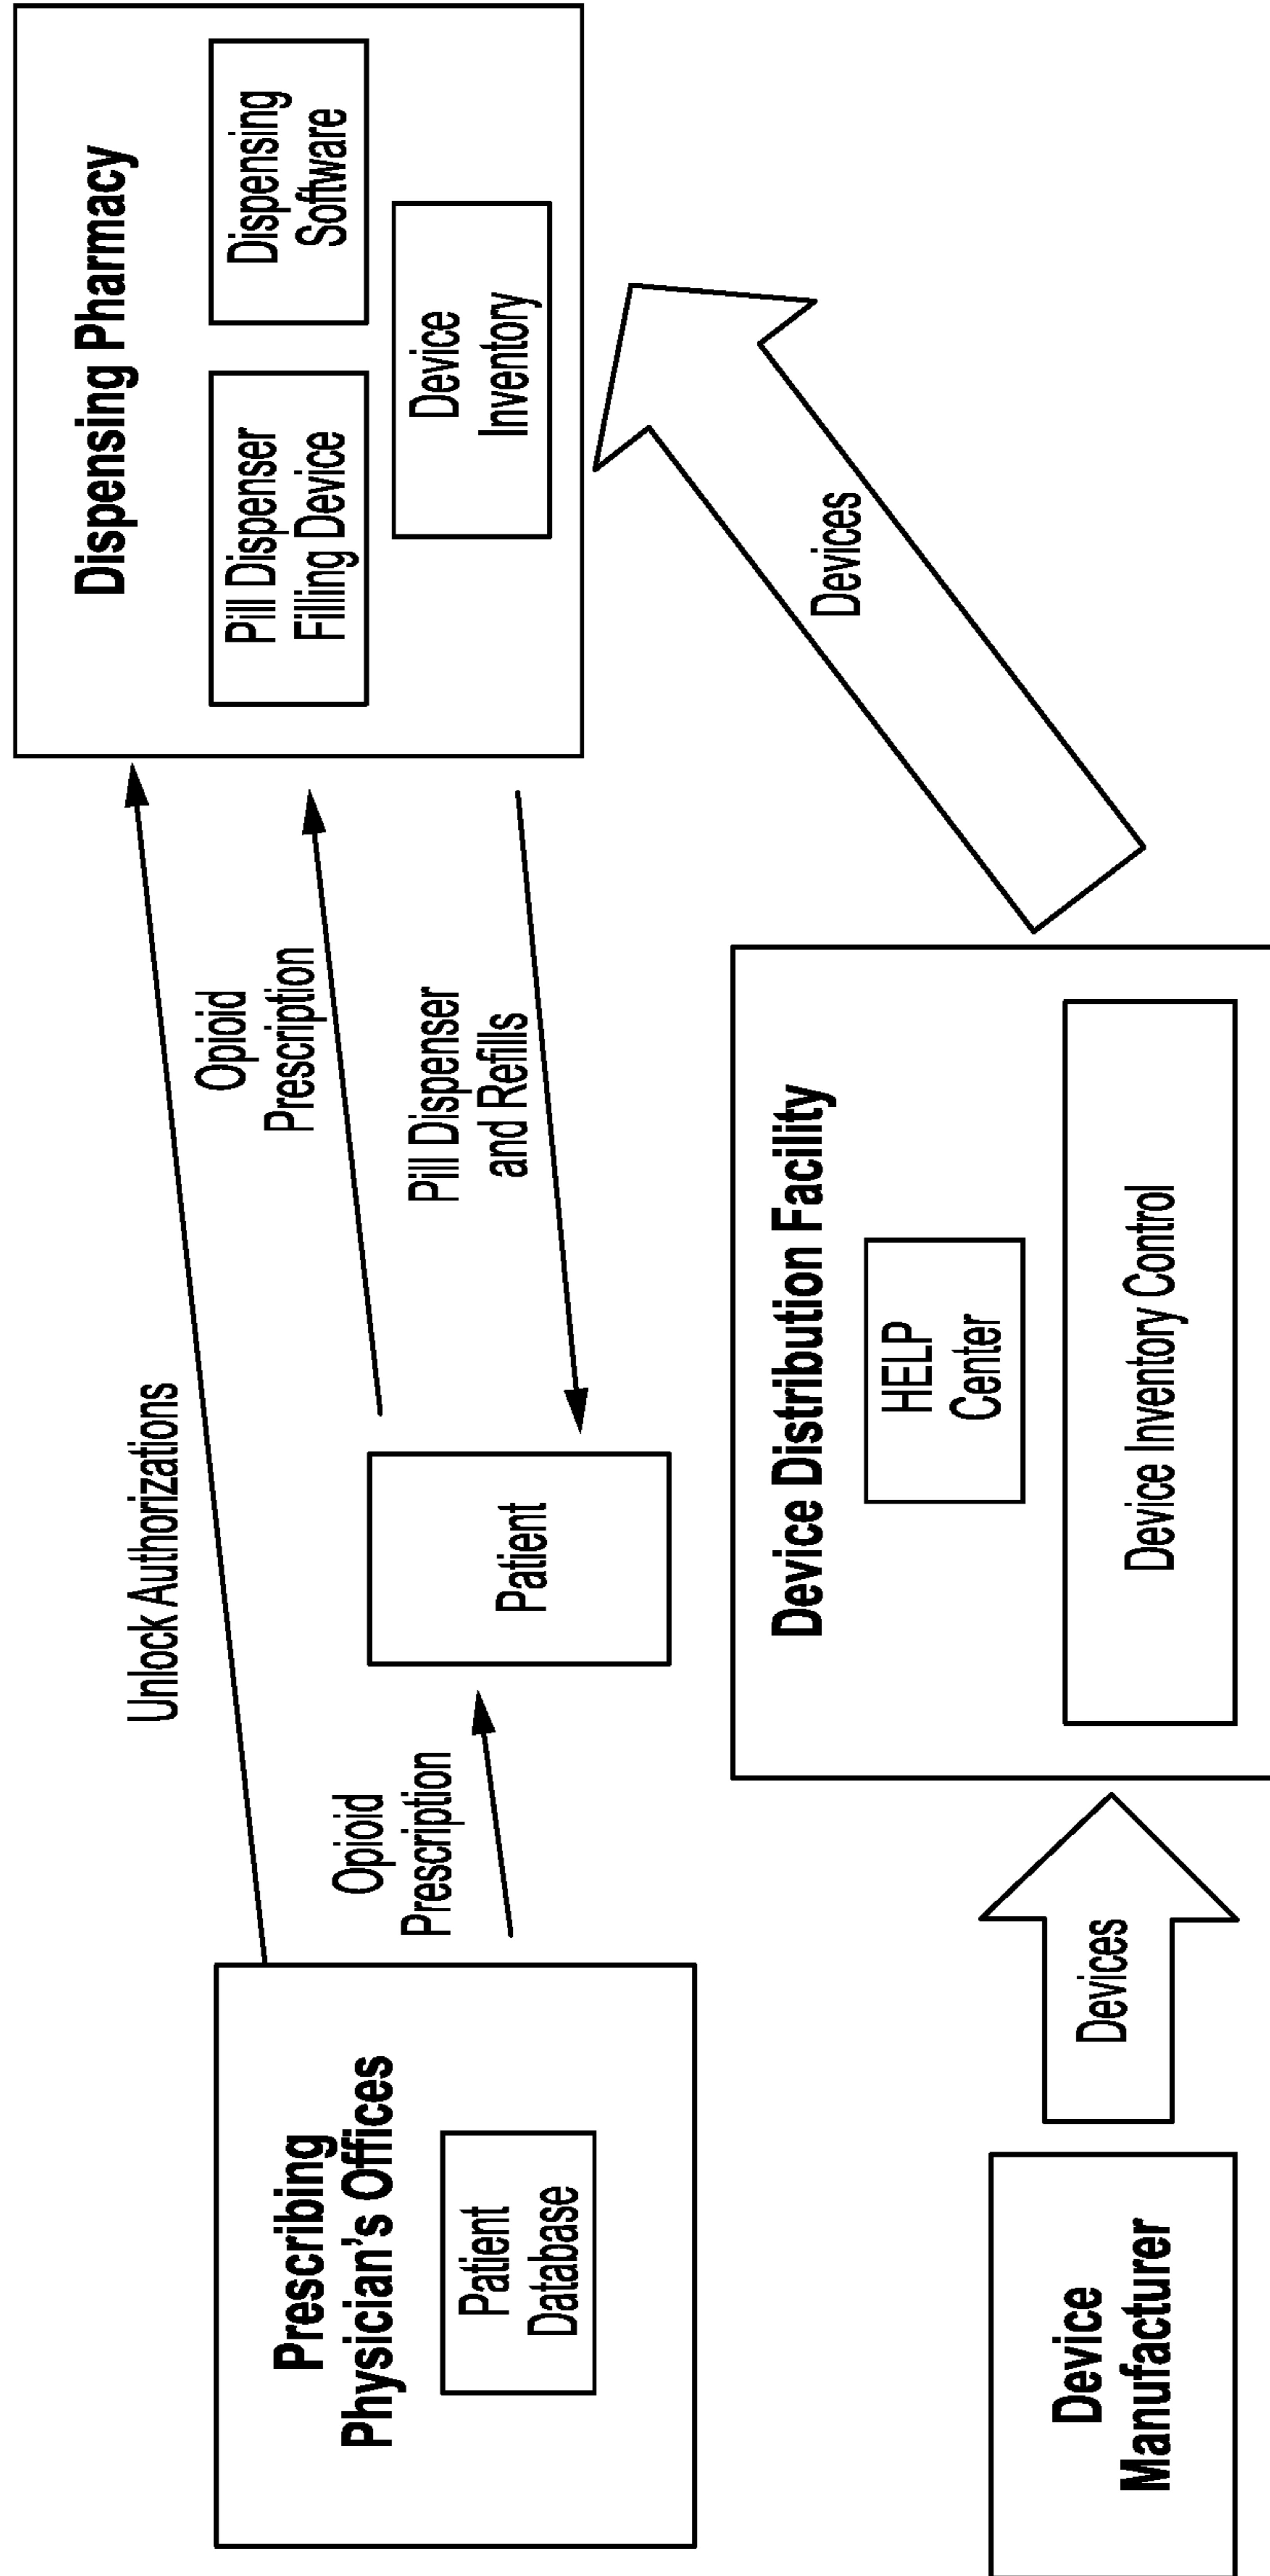 Prescribing
Physician's Offices
Patient
Database
Unlock Authorizations
Opioid
Prescription
Patient
Opioid
Prescription
Pill Dispenser
and Refills
Dispensing Pharmacy
Pill Dispenser
Filling Device
Dispensing
Software
Device
Inventory
Device
Manufacturer
Devices
Device Distribution Facility
HELP
Center
Device Inventory Control
Devices